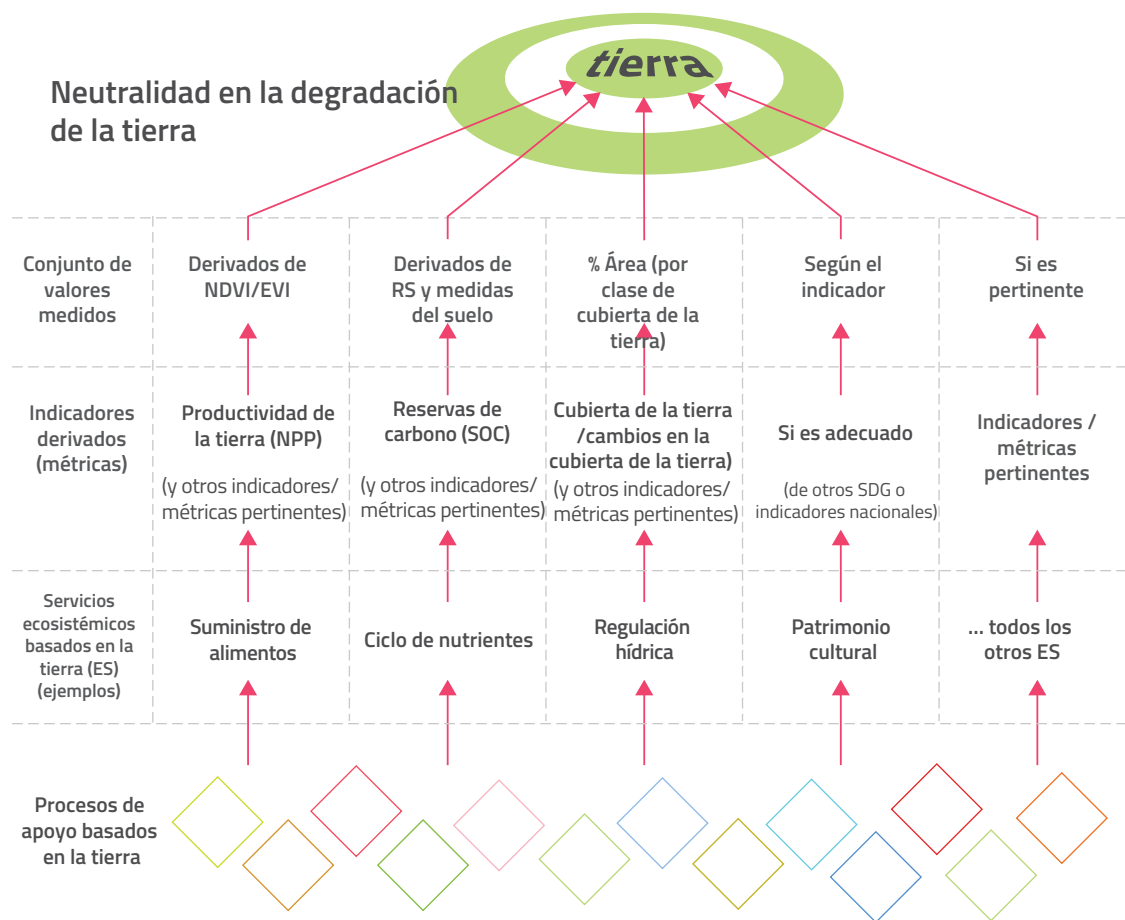 tierra
Neutralidad en la degradación
de la tierra
Conjunto de
valores
medidos
Derivados de
NDVI/EVI
Derivados de
RS y medidas
del suelo
% Área (por
clase de
cubierta de la
tierra)
Según el
indicador
Si es
pertinente
Indicadores
derivados
(métricas)
Productividad de
la tierra (NPP)
(y otros indicadores/
métricas pertinentes)
Reservas de
carbono (SOC)
(y otros indicadores/
métricas pertinentes)
Cubierta de la tierra
/cambios en la
cubierta de la tierra)
(y otros indicadores/
métricas pertinentes)
Si es adecuado
(de otros SDG o
indicadores nacionales)
Indicadores /
métricas
pertinentes
Servicios
ecosistémicos
basados en la
tierra (ES)
(ejemplos)
Suministro de
alimentos
Ciclo de nutrientes
Regulación
hídrica
Patrimonio
cultural
... todos los
otros ES
Procesos de
apoyo basados
en la tierra